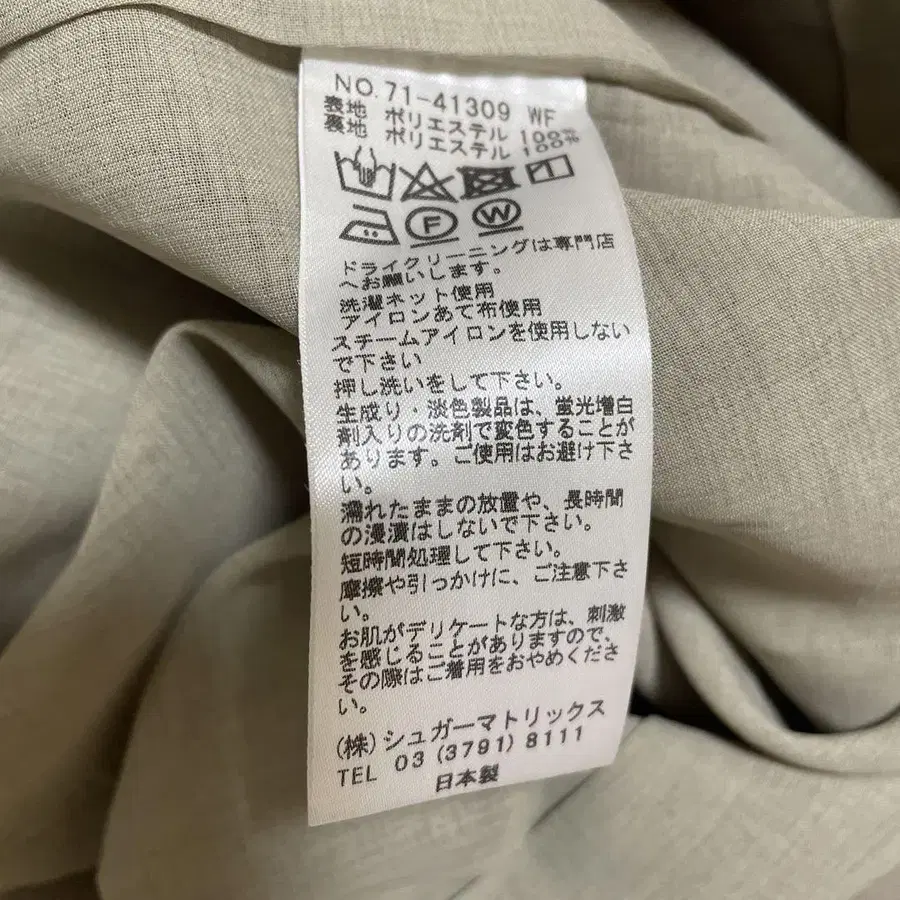 NO.71-41309 WF
表地 ポリエステル 100%
裏地 ポリエステル 100%
F W
ドライクリーニングは専門店
へお願いします。
洗濯ネット使用
アイロンあて布使用
スチームアイロンを使用しない
で下さい
押し洗いをして下さい。
生成り・淡色製品は、蛍光増白
剤入りの洗剤で変色することが
あります。ご使用はお避け下さ
い。
濡れたままの放置や、長時間
の浸漬はしないで下さい。
短時間処理して下さい。
摩擦や引っかけに、ご注意下さ
い。
お肌がデリケートな方は、刺激
を感じることがありますので、
その際はご着用をおやめくださ
い。
(株)シュガーマトリックス
TEL 03 (3791) 8111
日本製